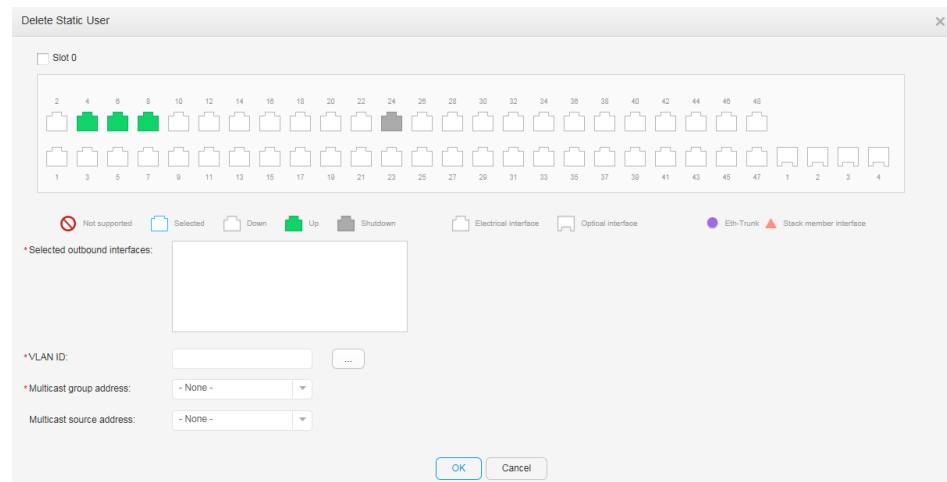 Delete Static User
Slot 0
2 4 6 8 10 12 14 16 18 20 22 24 26 28 30 32 34 36 38 40 42 44 46 48
1 3 5 7 9 11 13 15 17 19 21 23 25 27 29 31 33 35 37 39 41 43 45 47 1 2 3 4
Not supported Selected Down Up Shutdown Electrical interface Optical interface Eth-Trunk Stack member interface
*Selected outbound interfaces:
*VLAN ID: ...
*Multicast group address: - None -
Multicast source address: - None -
OK Cancel